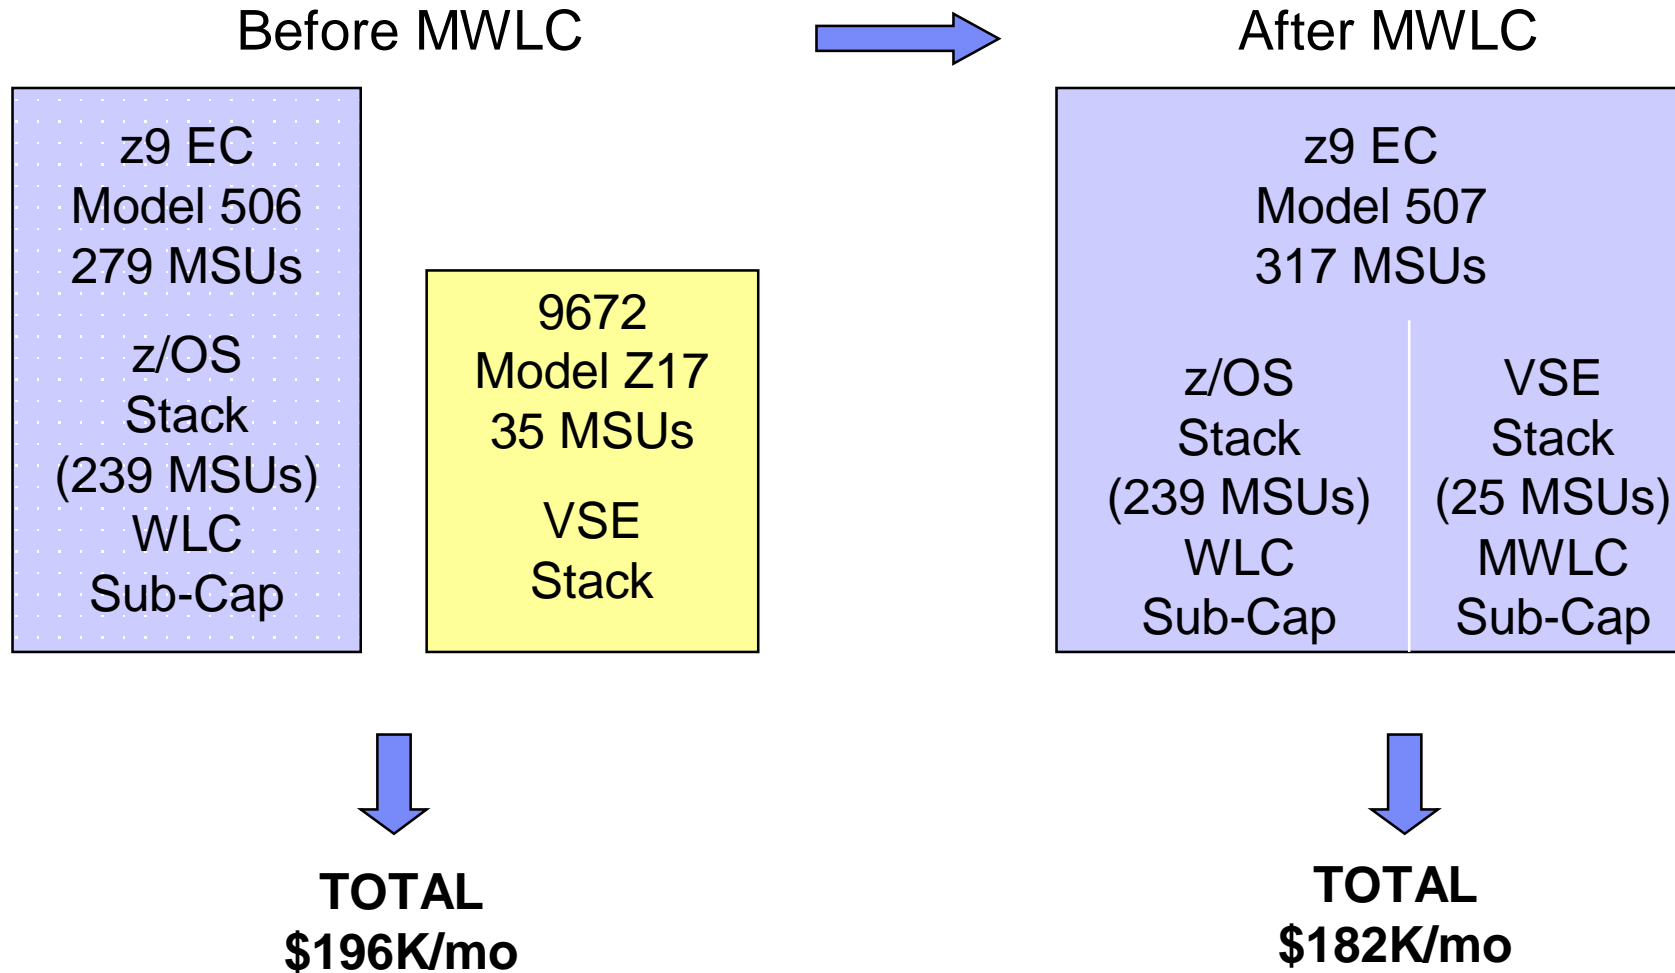 Before MWLC
After MWLC
z9 EC
Model 506
279 MSUs
z/OS
Stack
(239 MSUs)
WLC
Sub-Cap
9672
Model Z17
35 MSUs
VSE
Stack
z9 EC
Model 507
317 MSUs
z/OS
Stack
(239 MSUs)
WLC
Sub-Cap
VSE
Stack
(25 MSUs)
MWLC
Sub-Cap
TOTAL
$196K/mo
TOTAL
$182K/mo